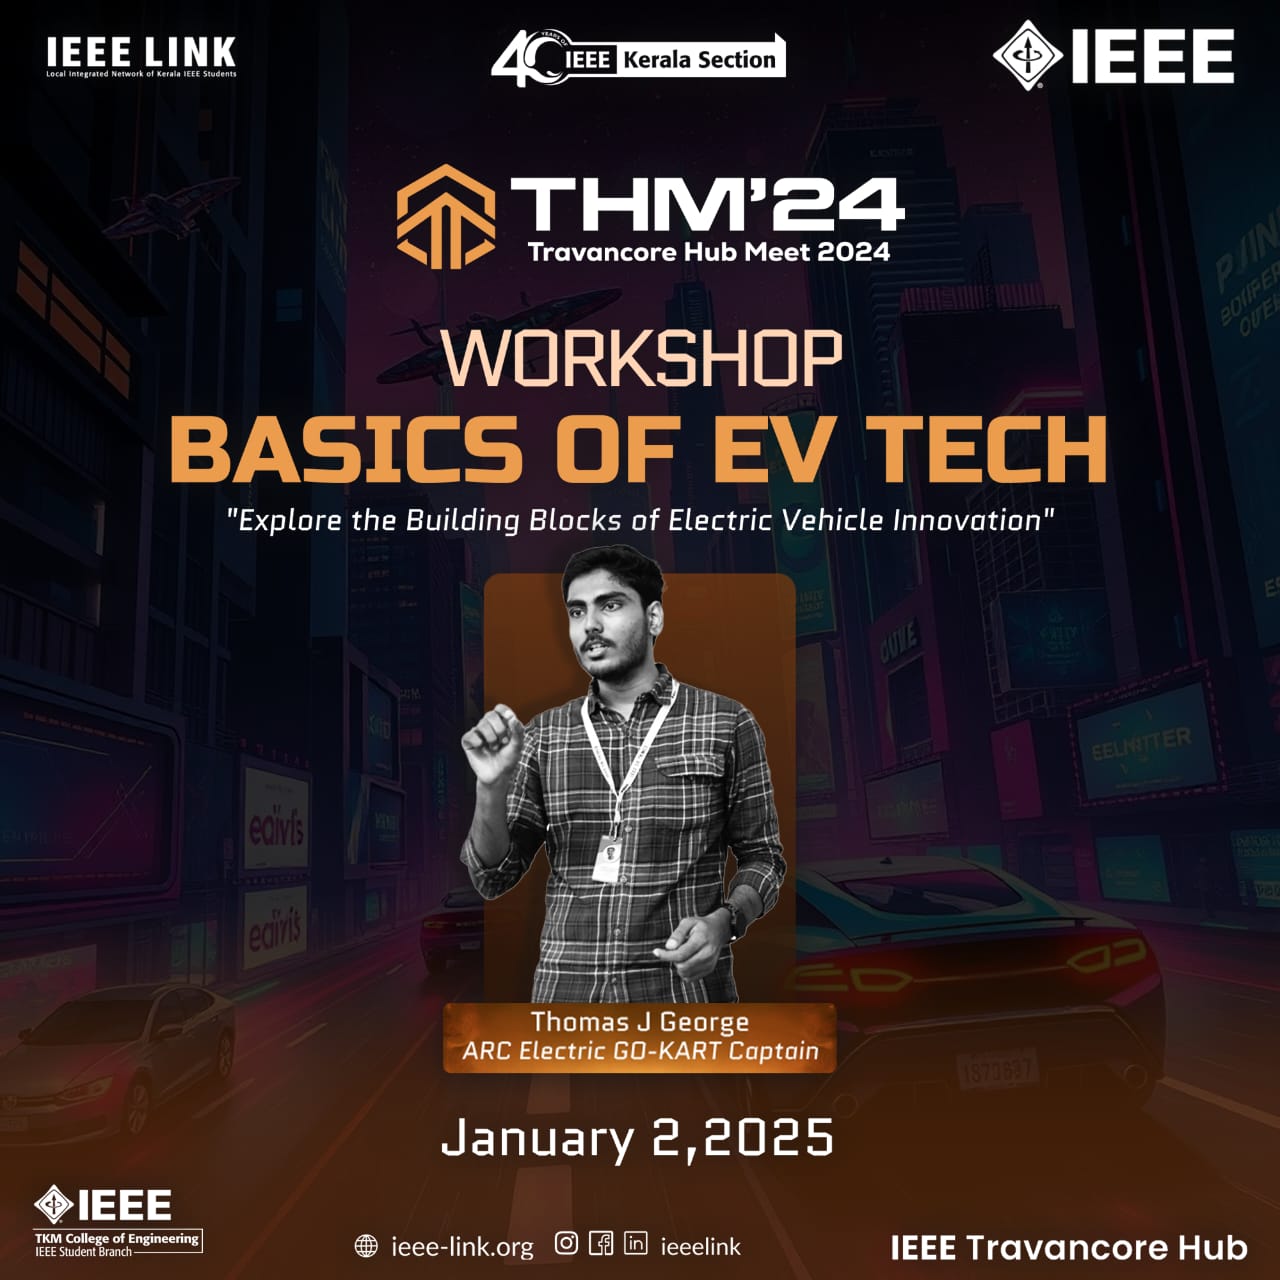 IEEE LINK
Local Integrated Network of Kerala IEEE Students
40 YEARS OF IEEE Kerala Section
IEEE
THM'24
Travancore Hub Meet 2024
WORKSHOP
BASICS OF EV TECH
"Explore the Building Blocks of Electric Vehicle Innovation"
EELNITTER
eaivi's
Thomas J George
ARC Electric GO-KART Captain
January 2,2025
IEEE
TKM College of Engineering
IEEE Student Branch
ieee-link.org
ieeelink
IEEE Travancore Hub